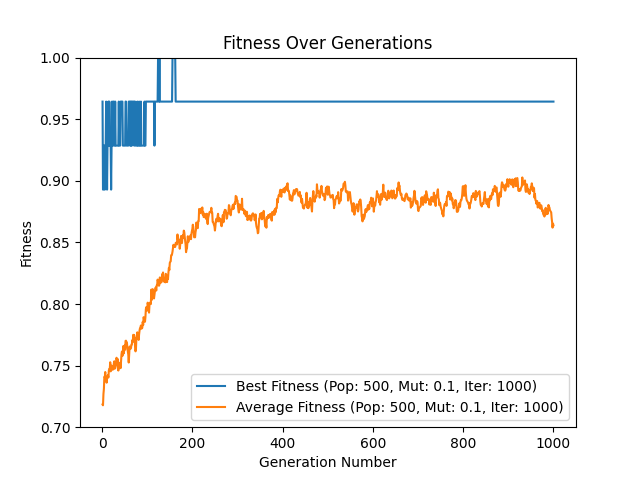 Fitness Over Generations
1.00
0.95
0.90
0.85
0.80
0.75
0.70
Fitness
Best Fitness (Pop: 500, Mut: 0.1, Iter: 1000)
Average Fitness (Pop: 500, Mut: 0.1, Iter: 1000)
0 200 400 600 800 1000
Generation Number